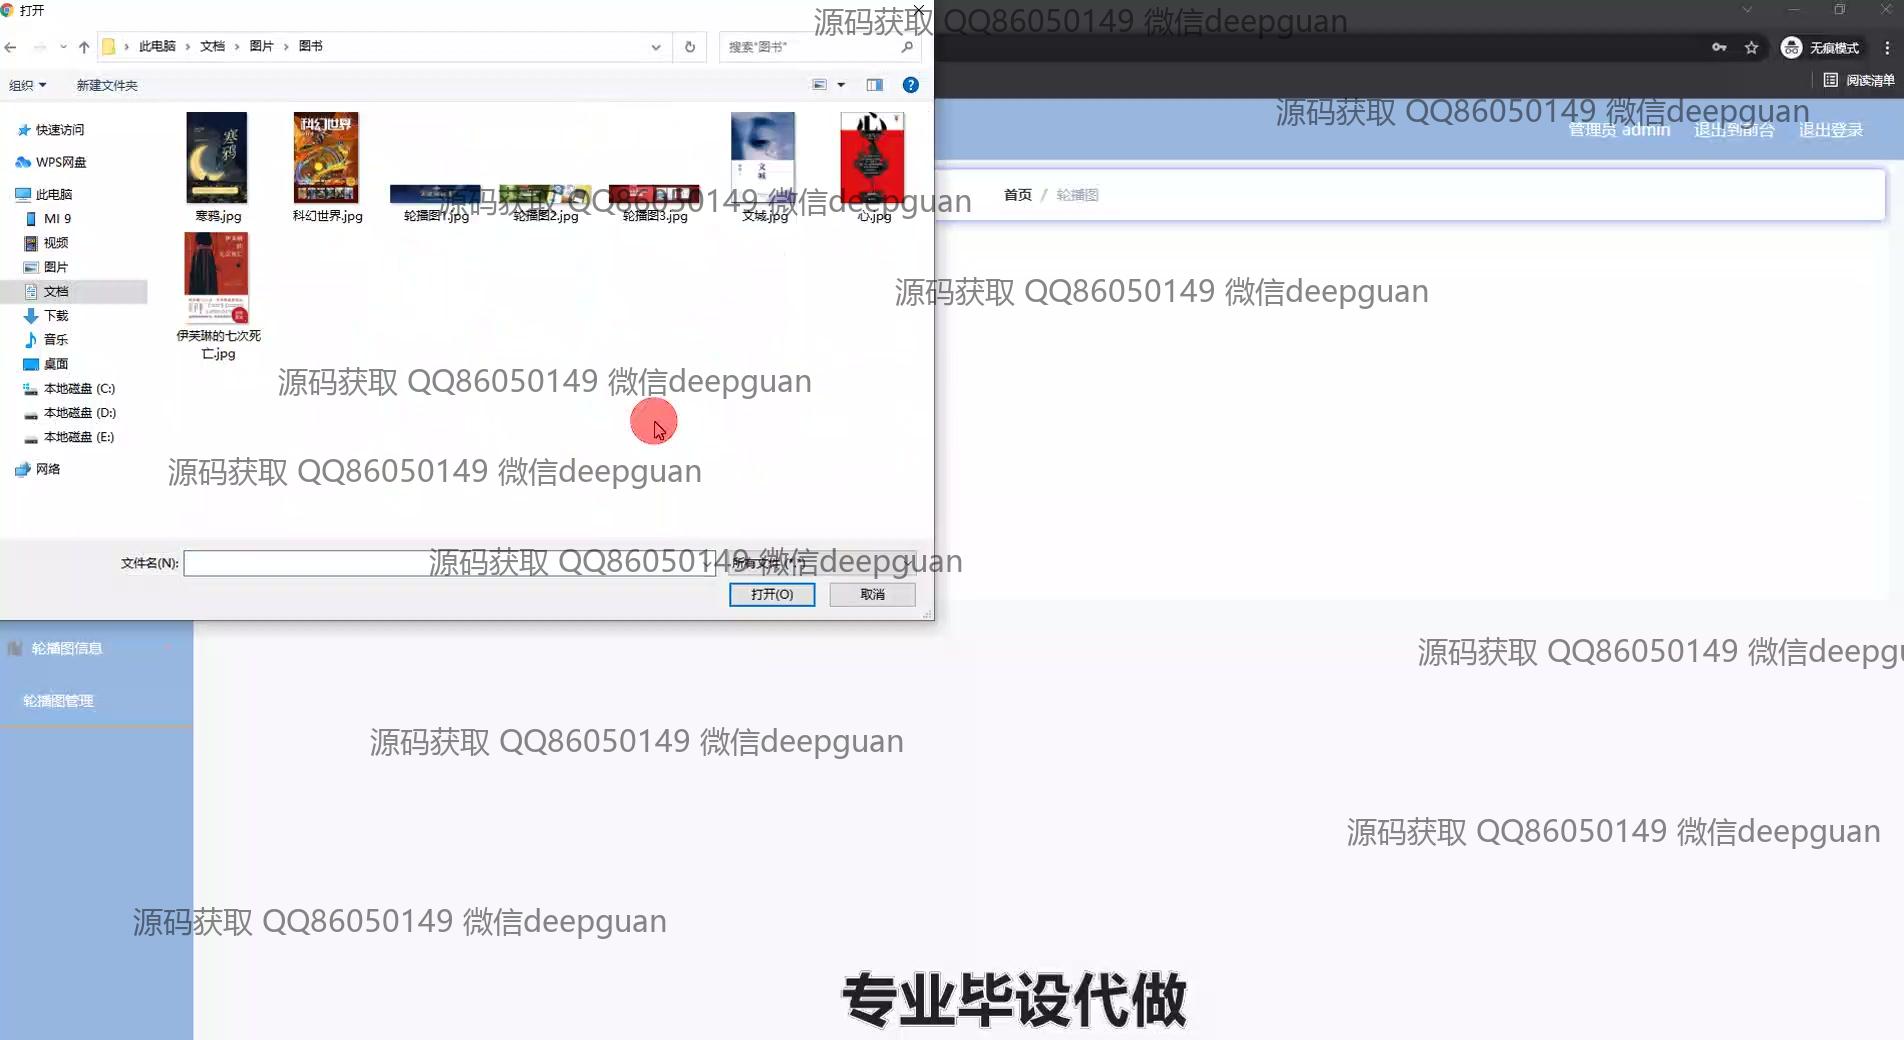 打开
源码获取 QQ86050149 微信deepguan
此电脑 › 文档 › 图片 › 图书
搜索"图书"
无痕模式
组织
新建文件夹
阅读清单
源码获取 QQ86050149 微信deepguan
管理员 admin
退出到前台
退出登录
快速访问
WPS网盘
此电脑
MI 9
视频
图片
文档
下载
音乐
桌面
本地磁盘 (C:)
本地磁盘 (D:)
本地磁盘 (E:)
网络
寒鸦
科幻世界
文城
心
寒鸦.jpg
科幻世界.jpg
轮播图1.jpg
轮播图2.jpg
轮播图3.jpg
文城.jpg
心.jpg
源码获取 QQ86050149 微信deepguan
首页 / 轮播图
伊芙琳的七次死
亡.jpg
源码获取 QQ86050149 微信deepguan
源码获取 QQ86050149 微信deepguan
源码获取 QQ86050149 微信deepguan
文件名(N):
所有文件 (*.*)
源码获取 QQ86050149 微信deepguan
打开(O)
取消
轮播图信息
源码获取 QQ86050149 微信deepgu
轮播图管理
源码获取 QQ86050149 微信deepguan
源码获取 QQ86050149 微信deepguan
源码获取 QQ86050149 微信deepguan
专业毕设代做